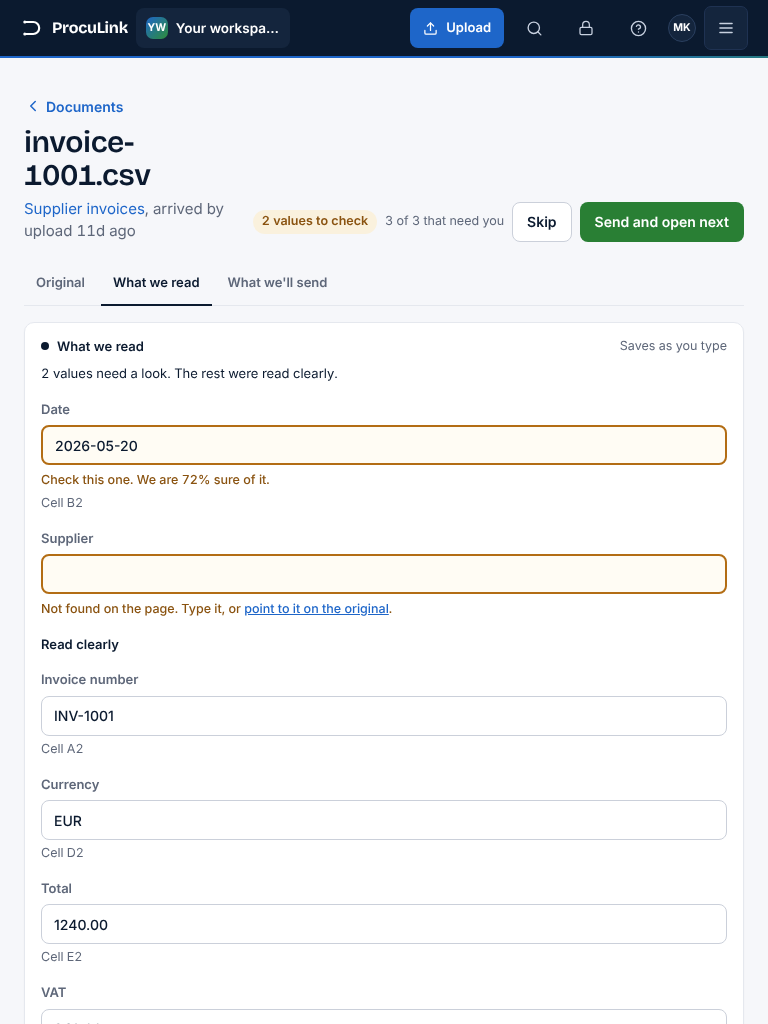 ProcuLink
YW
Your workspa...
Upload
MK
Documents
invoice-
1001.csv
Supplier invoices, arrived by
upload 11d ago
2 values to check
3 of 3 that need you
Skip
Send and open next
Original
What we read
What we'll send
What we read
Saves as you type
2 values need a look. The rest were read clearly.
Date
2026-05-20
Check this one. We are 72% sure of it.
Cell B2
Supplier
Not found on the page. Type it, or point to it on the original.
Read clearly
Invoice number
INV-1001
Cell A2
Currency
EUR
Cell D2
Total
1240.00
Cell E2
VAT